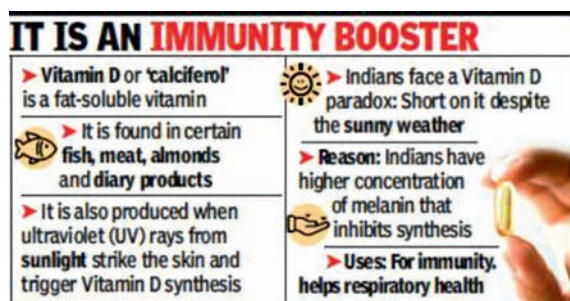 IT IS AN IMMUNITY BOOSTER
➤ Vitamin D or ‘calciferol’
is a fat-soluble vitamin
➤ It is found in certain
fish, meat, almonds
and diary products
➤ It is also produced when
ultraviolet (UV) rays from
sunlight strike the skin and
trigger Vitamin D synthesis
➤ Indians face a Vitamin D
paradox: Short on it despite
the sunny weather
➤ Reason: Indians have
higher concentration
of melanin that
inhibits synthesis
➤ Uses: For immunity.
helps respiratory health